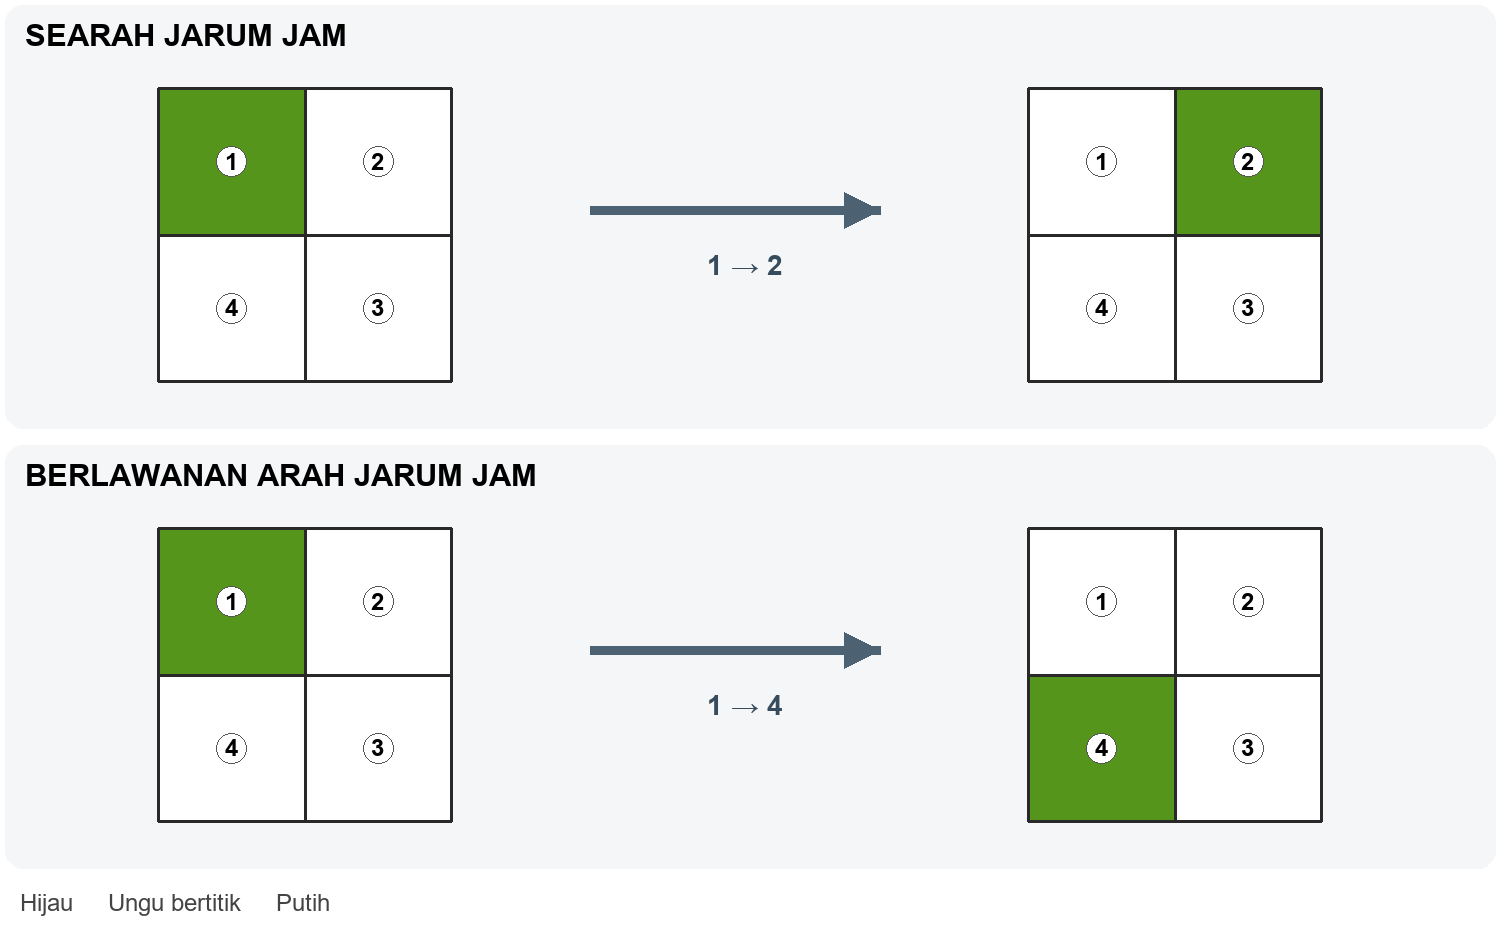 SEARAH JARUM JAM
1 2 1 2
1 → 2
4 3 4 3
BERLAWANAN ARAH JARUM JAM
1 2 1 2
1 → 4
4 3 4 3
Hijau Ungu bertitik Putih